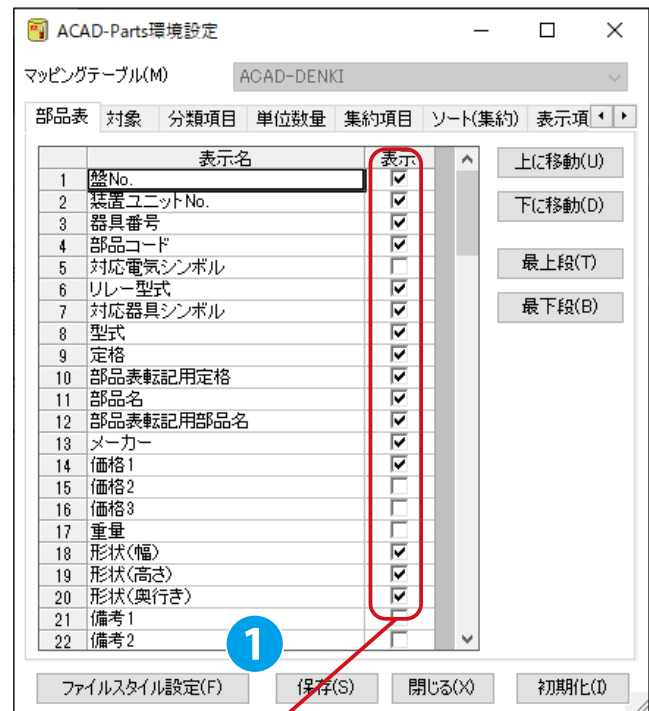 ACAD-Parts環境設定
マッピングテーブル(M) ACAD-DENKI
部品表 対象 分類項目 単位数量 集約項目 ソート(集約) 表示項
表示名 表示
1 盤No.
2 装置ユニットNo.
3 器具番号
4 部品コード
5 対応電気シンボル
6 リレー型式
7 対応器具シンボル
8 型式
9 定格
10 部品表転記用定格
11 部品名
12 部品表転記用部品名
13 メーカー
14 価格1
15 価格2
16 価格3
17 重量
18 形状(幅)
19 形状(高さ)
20 形状(奥行き)
21 備考1
22 備考2
上に移動(U)
下に移動(D)
最上段(T)
最下段(B)
1
ファイルスタイル設定(F) 保存(S) 閉じる(X) 初期化(I)